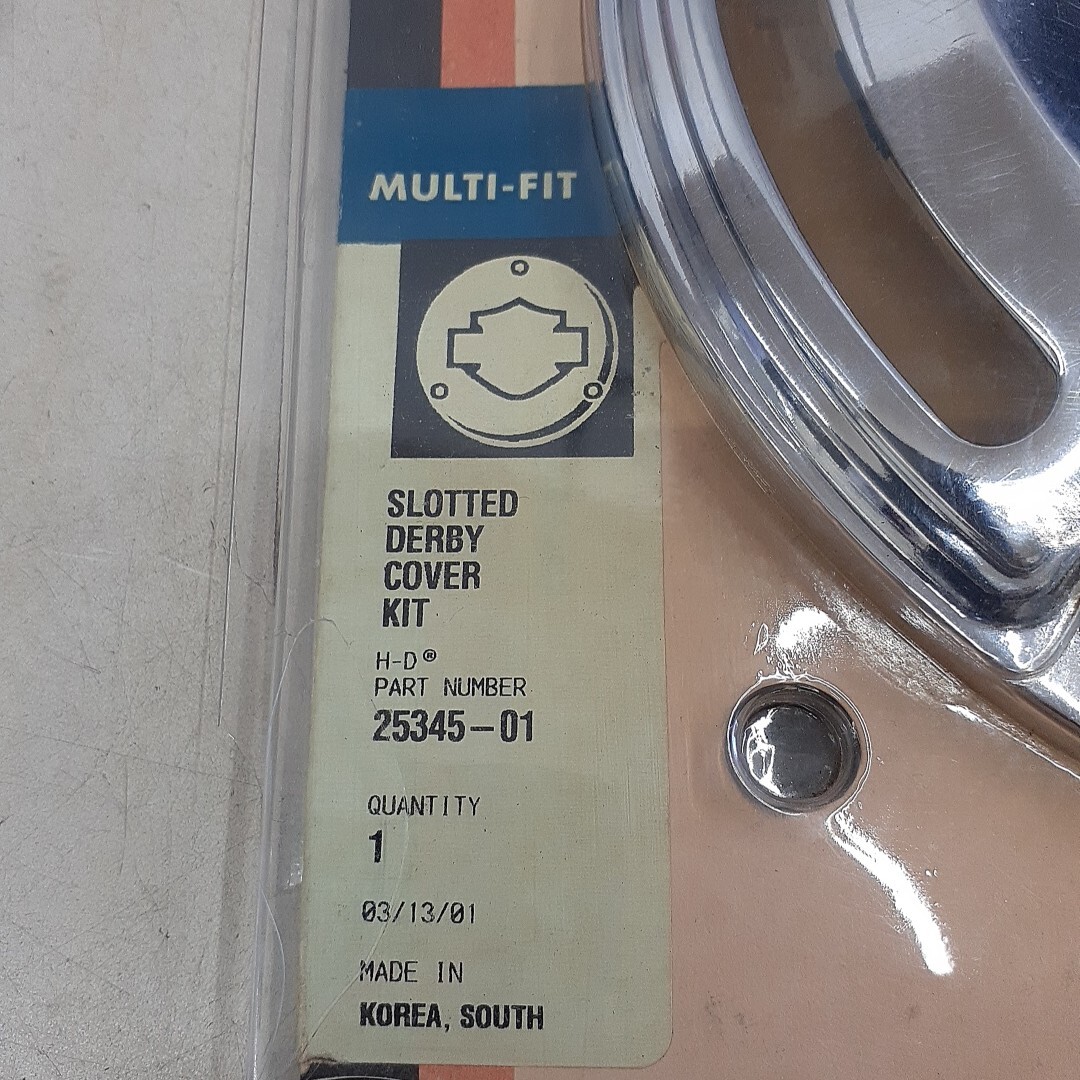 MULTI-FIT
SLOTTED
DERBY
COVER
KIT
H-D®
PART NUMBER
25345-01
QUANTITY
1
03/13/01
MADE IN
KOREA, SOUTH